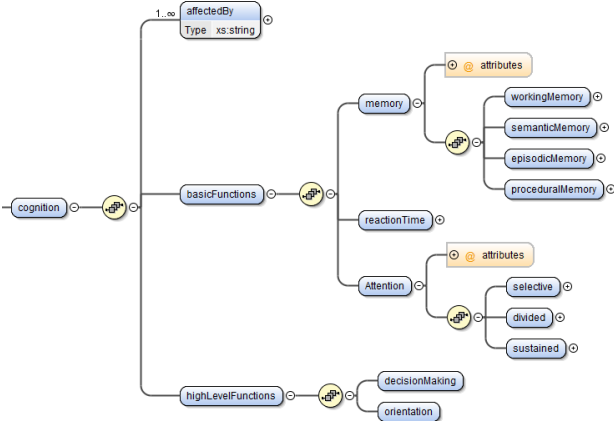 1..∞
affectedBy
Type xs:string
@ attributes
workingMemory
memory
semanticMemory
episodicMemory
proceduralMemory
basicFunctions
cognition
reactionTime
@ attributes
Attention
selective
divided
sustained
decisionMaking
highLevelFunctions
orientation